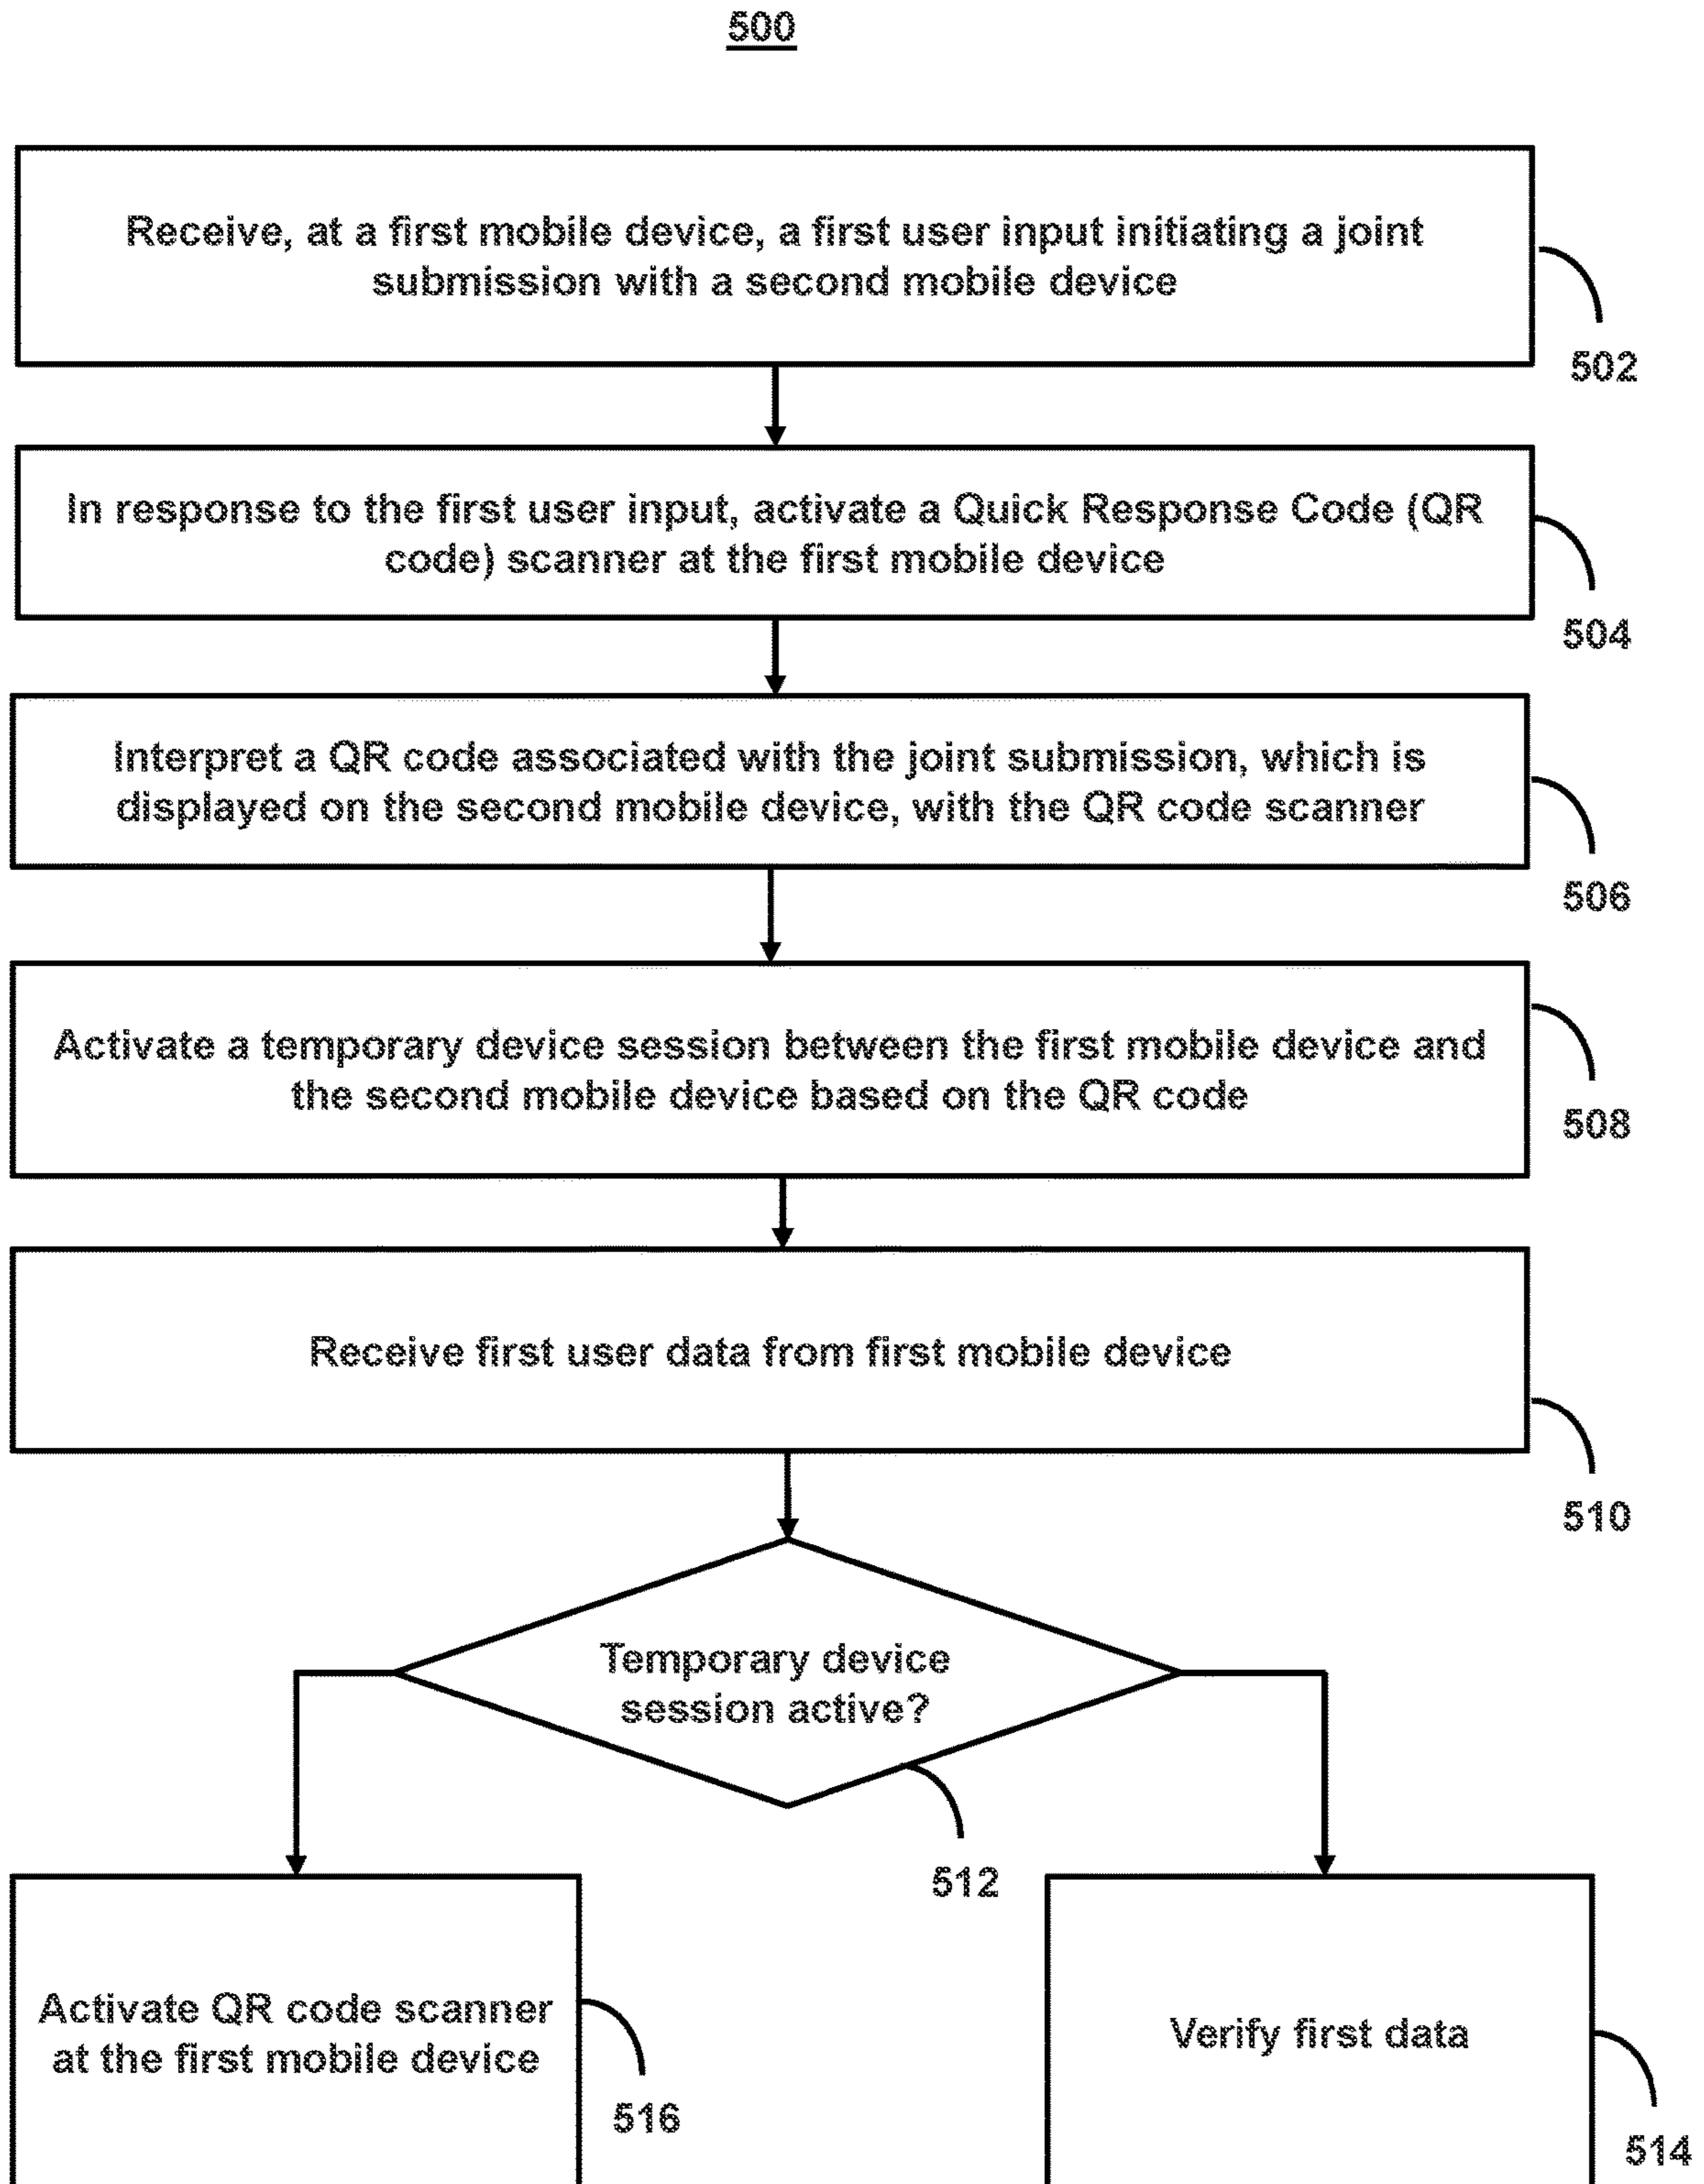 500
Receive, at a first mobile device, a first user input initiating a joint
submission with a second mobile device
502
In response to the first user input, activate a Quick Response Code (QR
code) scanner at the first mobile device
504
Interpret a QR code associated with the joint submission, which is
displayed on the second mobile device, with the QR code scanner
506
Activate a temporary device session between the first mobile device and
the second mobile device based on the QR code
508
Receive first user data from first mobile device
510
Temporary device
session active?
512
Activate QR code scanner
at the first mobile device
516
Verify first data
514